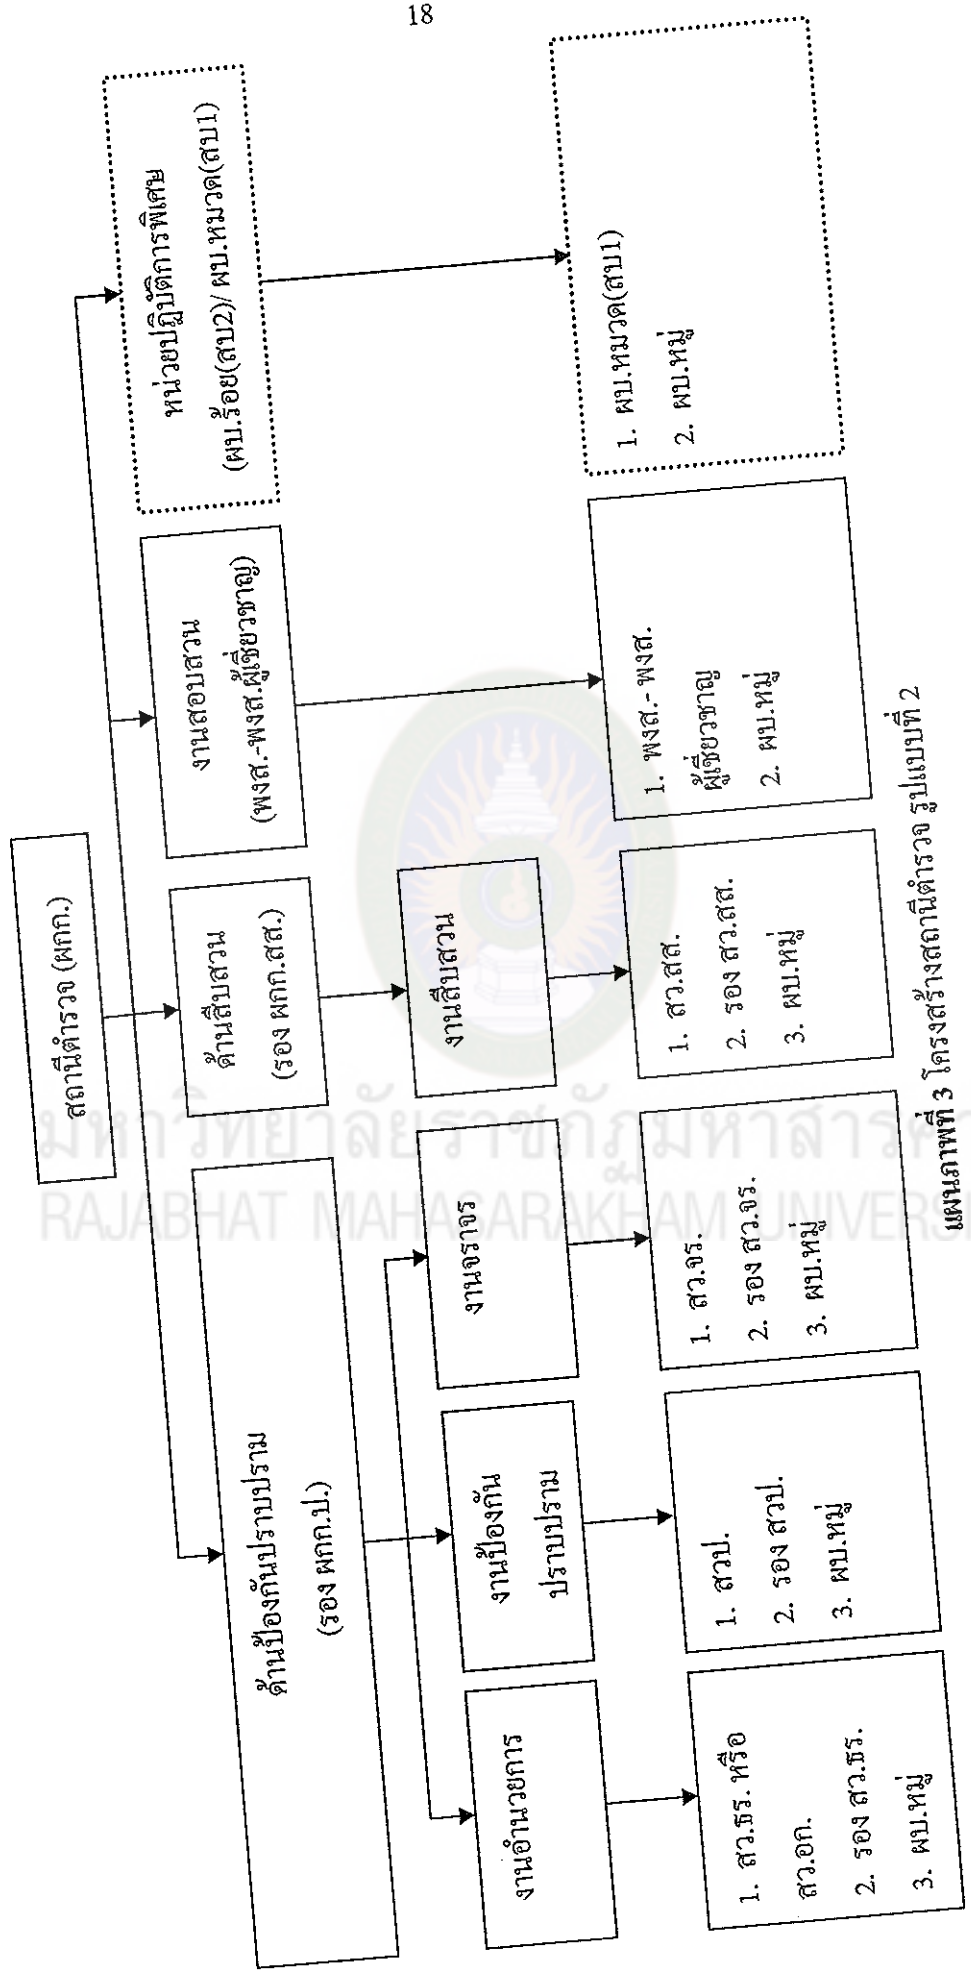 18
สถานีตำรวจ (ผกก.)
ด้านป้องกันปราบปราม
(รอง ผกก.ป.)
ด้านสืบสวน
(รอง ผกก.สส.)
งานสอบสวน
(พงส.-พงส.ผู้เชี่ยวชาญ)
หน่วยปฏิบัติการพิเศษ
(ผบ.ร้อย(สบ2)/ ผบ.หมวด(สบ1)
งานอำนวยการ
งานป้องกัน
ปราบปราม
งานจราจร
งานสืบสวน
1. สว.ธร. หรือ
สว.อก.
2. รอง สว.ธร.
3. ผบ.หมู่
1. สวป.
2. รอง สวป.
3. ผบ.หมู่
1. สว.จร.
2. รอง สว.จร.
3. ผบ.หมู่
1. สว.สส.
2. รอง สว.สส.
3. ผบ.หมู่
1. พงส.- พงส.
ผู้เชี่ยวชาญ
2. ผบ.หมู่
1. ผบ.หมวด(สบ1)
2. ผบ.หมู่
แผนภาพที่ 3 โครงสร้างสถานีตำรวจ รูปแบบที่ 2
มหาวิทยาลัยราชภัฏมหาสารค
RAJABHAT MAHASARAKHAM UNIVERS